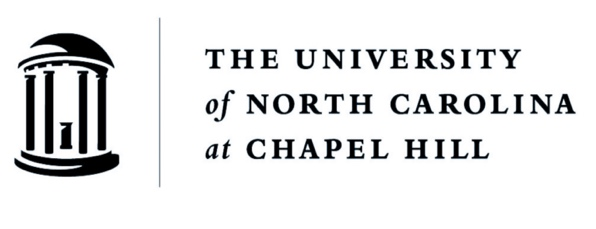 THE UNIVERSITY
of NORTH CAROLINA
at CHAPEL HILL